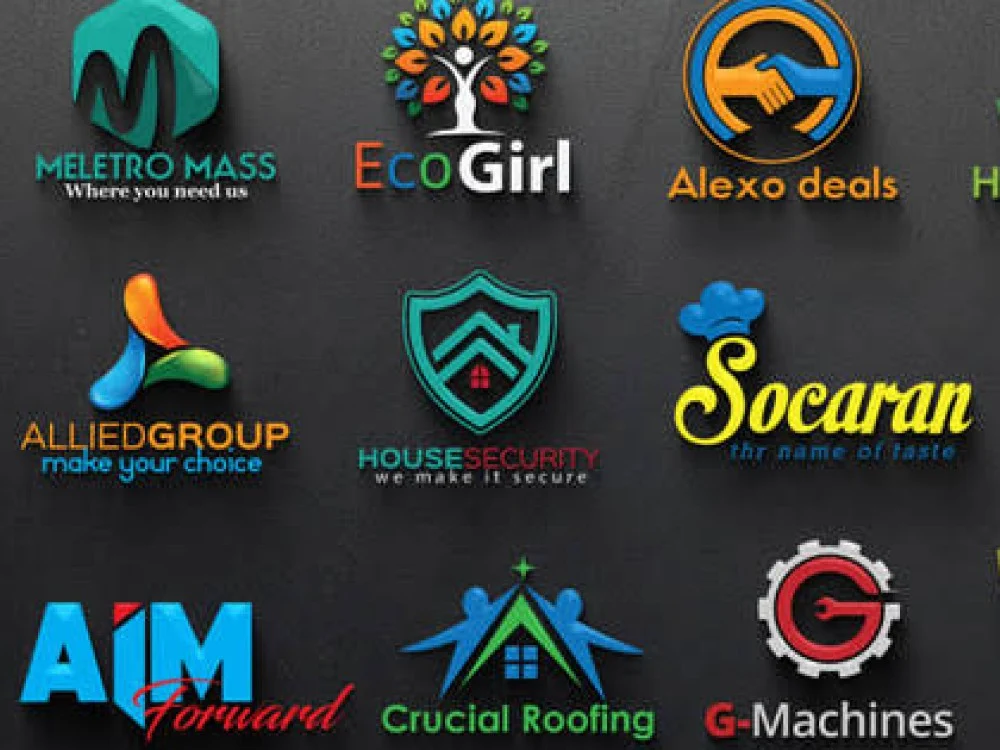 MELETRO MASS
Where you need us
EcoGirl
Alexo deals
H
ALLIEDGROUP
make your choice
HOUSESECURITY
we make it secure
Socaran
thr name of taste
AIM
Forward
Crucial Roofing
G-Machines